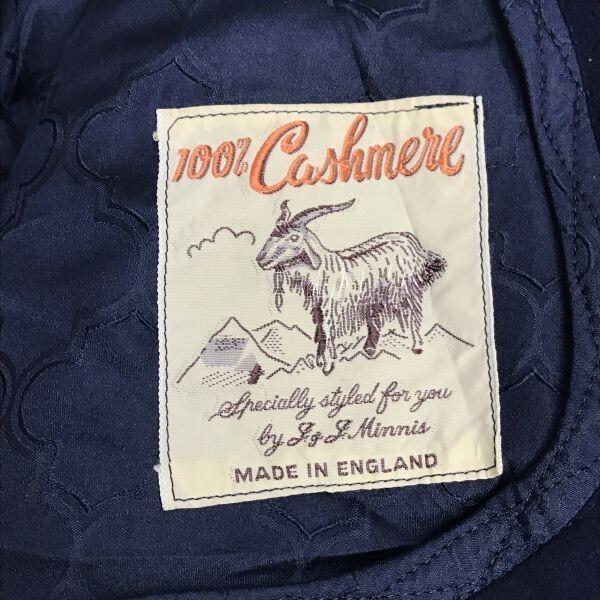 100% Cashmere
Specially styled for you
by J & J. Minnis
MADE IN ENGLAND